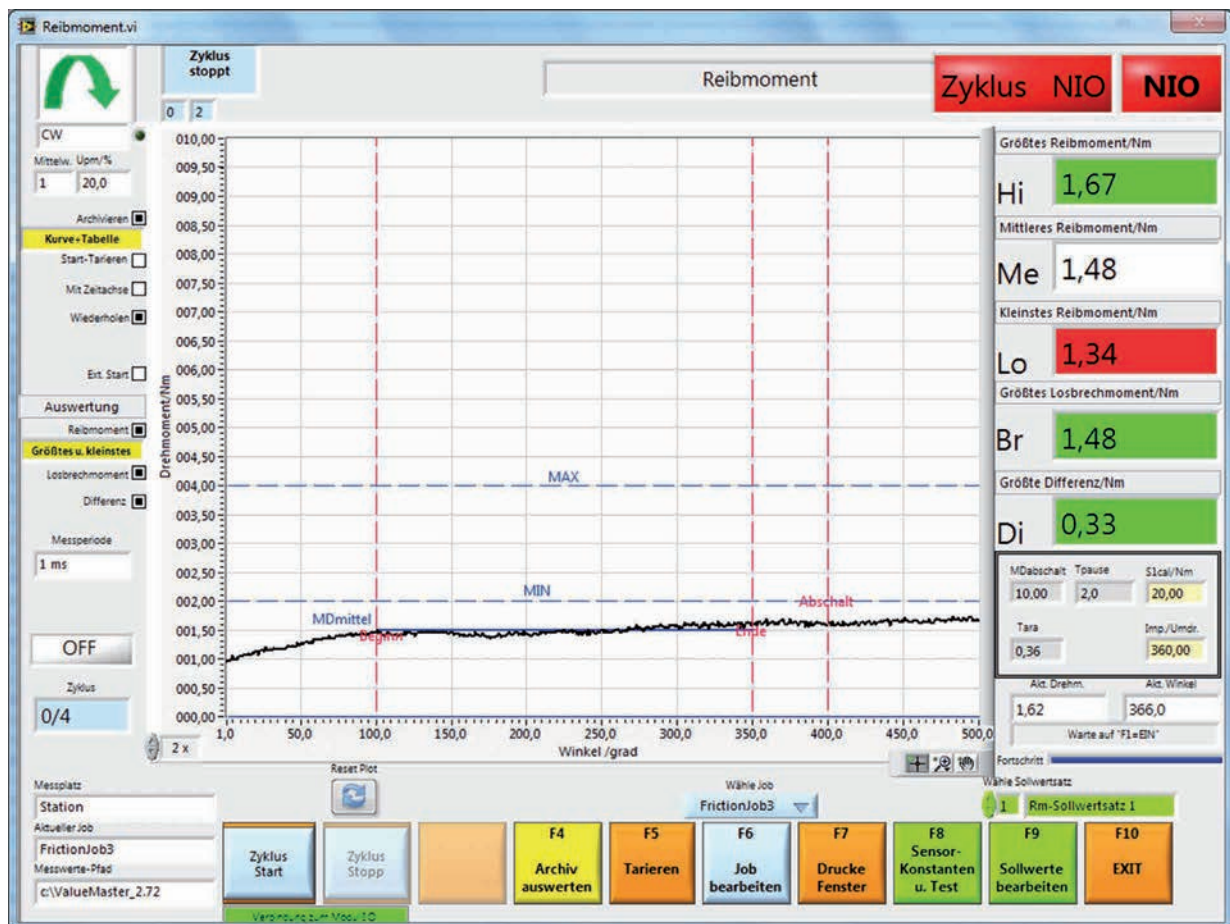 Reibmoment.vi
Zyklus
stoppt
Reibmoment
Zyklus NIO
NIO
0 2
CW
Mittelw. Upm/%
1 20,0
Archivieren
Kurve+Tabelle
Start-Tarieren
Mit Zeitachse
Wiederholen
Ext. Start
Auswertung
Reibmoment
Größtes u. kleinstes
Losbrechmoment
Differenz
Messperiode
1 ms
OFF
Zyklus
0/4
Drehmoment/Nm
010,00
009,50
009,00
008,50
008,00
007,50
007,00
006,50
006,00
005,50
005,00
004,50
004,00
003,50
003,00
002,50
002,00
001,50
001,00
000,50
000,00
MAX
MIN
MDmittel
Beginn
Ende
Abschalt
1,0 50,0 100,0 150,0 200,0 250,0 300,0 350,0 400,0 450,0 500,0
Winkel /grad
2 x
Größtes Reibmoment/Nm
Hi 1,67
Mittleres Reibmoment/Nm
Me 1,48
Kleinstes Reibmoment/Nm
Lo 1,34
Größtes Losbrechmoment/Nm
Br 1,48
Größte Differenz/Nm
Di 0,33
MDabschalt Tpause S1cal/Nm
10,00 2,0 20,00
Tara Imp./Umdr.
0,36 360,00
Akt. Drehm. Akt. Winkel
1,62 366,0
Warte auf "F1=EIN"
Fortschritt
Reset Plot
Wähle Job
FrictionJob3
Wähle Sollwertsatz
1 Rm-Sollwertsatz 1
Messplatz
Station
Aktueller Job
FrictionJob3
Messwerte-Pfad
c:\ValueMaster_2.72
Zyklus
Start
Zyklus
Stopp
F4
Archiv
auswerten
F5
Tarieren
F6
Job
bearbeiten
F7
Drucke
Fenster
F8
Sensor-
Konstanten
u. Test
F9
Sollwerte
bearbeiten
F10
EXIT
Verbindung zum Modul IO